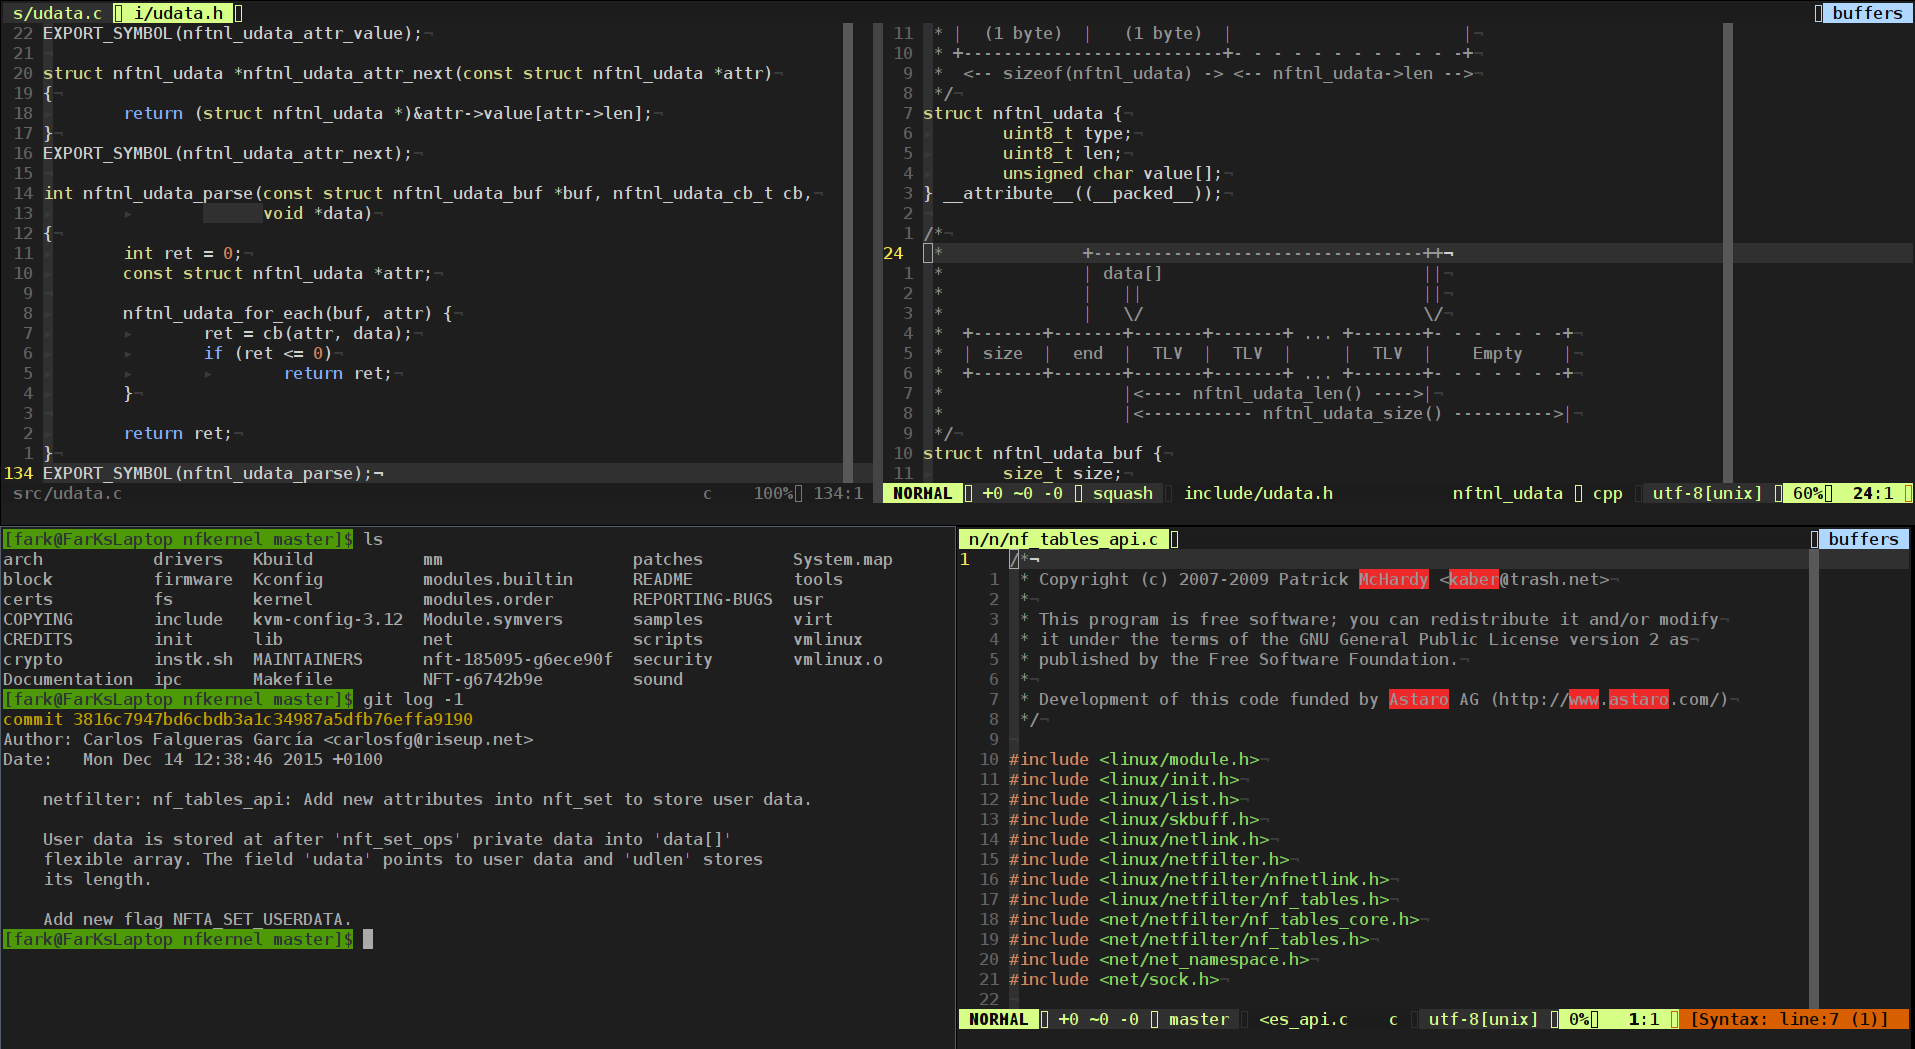 s/udata.c i/udata.h buffers
22 EXPORT_SYMBOL(nftnl_udata_attr_value);¬
21 ¬
20 struct nftnl_udata *nftnl_udata_attr_next(const struct nftnl_udata *attr)¬
19 {¬
18 return (struct nftnl_udata *)&attr->value[attr->len];¬
17 }¬
16 EXPORT_SYMBOL(nftnl_udata_attr_next);¬
15 ¬
14 int nftnl_udata_parse(const struct nftnl_udata_buf *buf, nftnl_udata_cb_t cb,¬
13 ▸ ▸ void *data)¬
12 {¬
11 ▸ int ret = 0;¬
10 ▸ const struct nftnl_udata *attr;¬
9 ¬
8 ▸ nftnl_udata_for_each(buf, attr) {¬
7 ▸ ▸ ret = cb(attr, data);¬
6 ▸ ▸ if (ret <= 0)¬
5 ▸ ▸ ▸ return ret;¬
4 ▸ }¬
3 ¬
2 ▸ return ret;¬
1 }¬
134 EXPORT_SYMBOL(nftnl_udata_parse);¬
src/udata.c c 100% 134:1
11 * | (1 byte) | (1 byte) | |¬
10 * +--------------------------+- - - - - - - - - - - -+¬
9 * <-- sizeof(nftnl_udata) -> <-- nftnl_udata->len -->¬
8 */¬
7 struct nftnl_udata {¬
6 ▸ uint8_t type;¬
5 ▸ uint8_t len;¬
4 ▸ unsigned char value[];¬
3 } __attribute__((__packed__));¬
2 ¬
1 /*¬
24 * +---------------------------------++¬
1 * | data[] ||¬
2 * | || ||¬
3 * | \/ \/¬
4 * +-------+-------+-------+-------+ ... +-------+- - - - - - -+¬
5 * | size | end | TLV | TLV | | TLV | Empty |¬
6 * +-------+-------+-------+-------+ ... +-------+- - - - - - -+¬
7 * |<---- nftnl_udata_len() ---->|¬
8 * |<----------- nftnl_udata_size() ---------->|¬
9 */¬
10 struct nftnl_udata_buf {¬
11 ▸ size_t size;¬
NORMAL +0 ~0 -0 squash include/udata.h nftnl_udata cpp utf-8[unix] 60% 24:1
[fark@FarKsLaptop nfkernel master]$ ls
arch drivers Kbuild mm patches System.map
block firmware Kconfig modules.builtin README tools
certs fs kernel modules.order REPORTING-BUGS usr
COPYING include kvm-config-3.12 Module.symvers samples virt
CREDITS init lib net scripts vmlinux
crypto instk.sh MAINTAINERS nft-185095-g6ece90f security vmlinux.o
Documentation ipc Makefile NFT-g6742b9e sound
[fark@FarKsLaptop nfkernel master]$ git log -1
commit 3816c7947bd6cbdb3a1c34987a5dfb76effa9190
Author: Carlos Falgueras García <carlosfg@riseup.net>
Date: Mon Dec 14 12:38:46 2015 +0100
netfilter: nf_tables_api: Add new attributes into nft_set to store user data.
User data is stored at after 'nft_set_ops' private data into 'data[]'
flexible array. The field 'udata' points to user data and 'udlen' stores
its length.
Add new flag NFTA_SET_USERDATA.
[fark@FarKsLaptop nfkernel master]$
n/n/nf_tables_api.c buffers
1 /*¬
1 * Copyright (c) 2007-2009 Patrick McHardy <kaber@trash.net>¬
2 *¬
3 * This program is free software; you can redistribute it and/or modify¬
4 * it under the terms of the GNU General Public License version 2 as¬
5 * published by the Free Software Foundation.¬
6 *¬
7 * Development of this code funded by Astaro AG (http://www.astaro.com/)¬
8 */¬
9 ¬
10 #include <linux/module.h>¬
11 #include <linux/init.h>¬
12 #include <linux/list.h>¬
13 #include <linux/skbuff.h>¬
14 #include <linux/netlink.h>¬
15 #include <linux/netfilter.h>¬
16 #include <linux/netfilter/nfnetlink.h>¬
17 #include <linux/netfilter/nf_tables.h>¬
18 #include <net/netfilter/nf_tables_core.h>¬
19 #include <net/netfilter/nf_tables.h>¬
20 #include <net/net_namespace.h>¬
21 #include <net/sock.h>¬
22 ¬
NORMAL +0 ~0 -0 master <es_api.c c utf-8[unix] 0% 1:1 [Syntax: line:7 (1)]